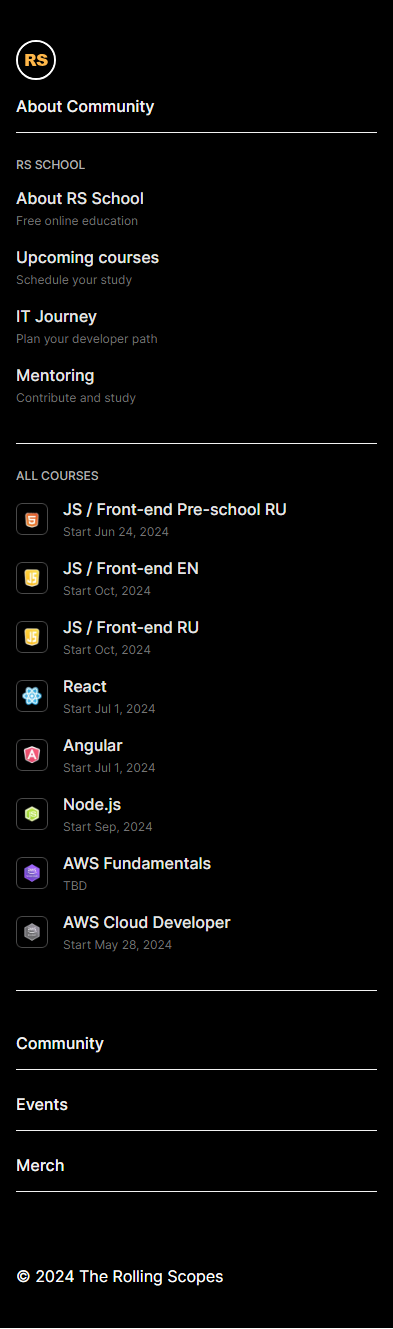 RS
About Community
RS SCHOOL
About RS School
Free online education
Upcoming courses
Schedule your study
IT Journey
Plan your developer path
Mentoring
Contribute and study
ALL COURSES
JS / Front-end Pre-school RU
Start Jun 24, 2024
JS / Front-end EN
Start Oct, 2024
JS / Front-end RU
Start Oct, 2024
React
Start Jul 1, 2024
Angular
Start Jul 1, 2024
Node.js
Start Sep, 2024
AWS Fundamentals
TBD
AWS Cloud Developer
Start May 28, 2024
Community
Events
Merch
© 2024 The Rolling Scopes